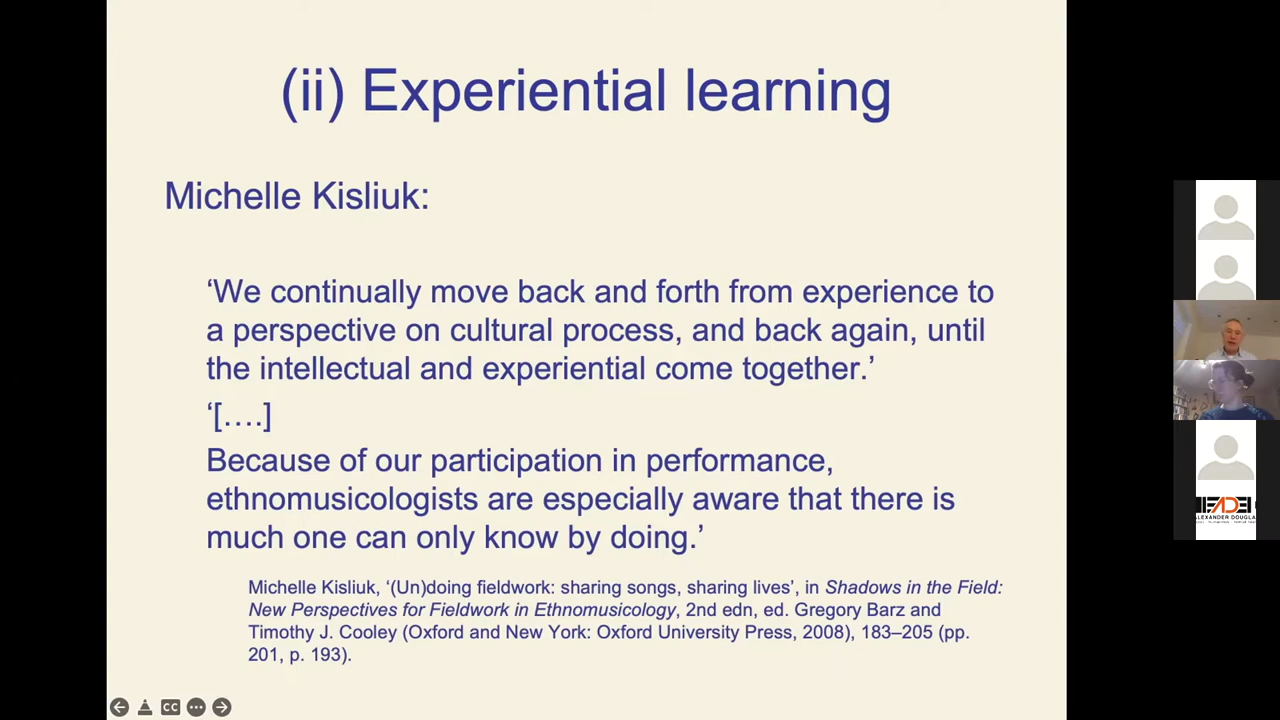 (ii) Experiential learning
Michelle Kisliuk:
‘We continually move back and forth from experience to
a perspective on cultural process, and back again, until
the intellectual and experiential come together.’
‘[….]
Because of our participation in performance,
ethnomusicologists are especially aware that there is
much one can only know by doing.’
Michelle Kisliuk, ‘(Un)doing fieldwork: sharing songs, sharing lives’, in Shadows in the Field:
New Perspectives for Fieldwork in Ethnomusicology, 2nd edn, ed. Gregory Barz and
Timothy J. Cooley (Oxford and New York: Oxford University Press, 2008), 183–205 (pp.
201, p. 193).
CC
ALEXANDER DOUGLA